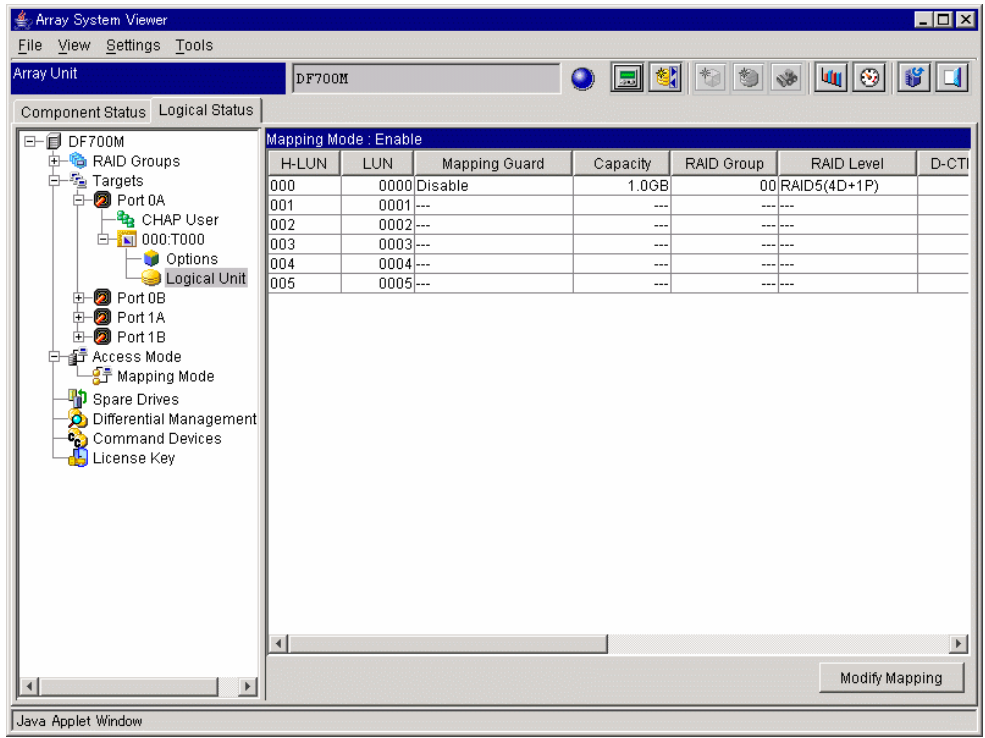 Array System Viewer
File View Settings Tools
Array Unit DF700M
Component Status Logical Status
DF700M
RAID Groups
Targets
Port 0A
CHAP User
000:T000
Options
Logical Unit
Port 0B
Port 1A
Port 1B
Access Mode
Mapping Mode
Spare Drives
Differential Management
Command Devices
License Key
Mapping Mode : Enable
H-LUN LUN Mapping Guard Capacity RAID Group RAID Level D-CTL
000 0000 Disable 1.0GB 00 RAID5(4D+1P)
001 0001 --- --- --- ---
002 0002 --- --- --- ---
003 0003 --- --- --- ---
004 0004 --- --- --- ---
005 0005 --- --- --- ---
Modify Mapping
Java Applet Window